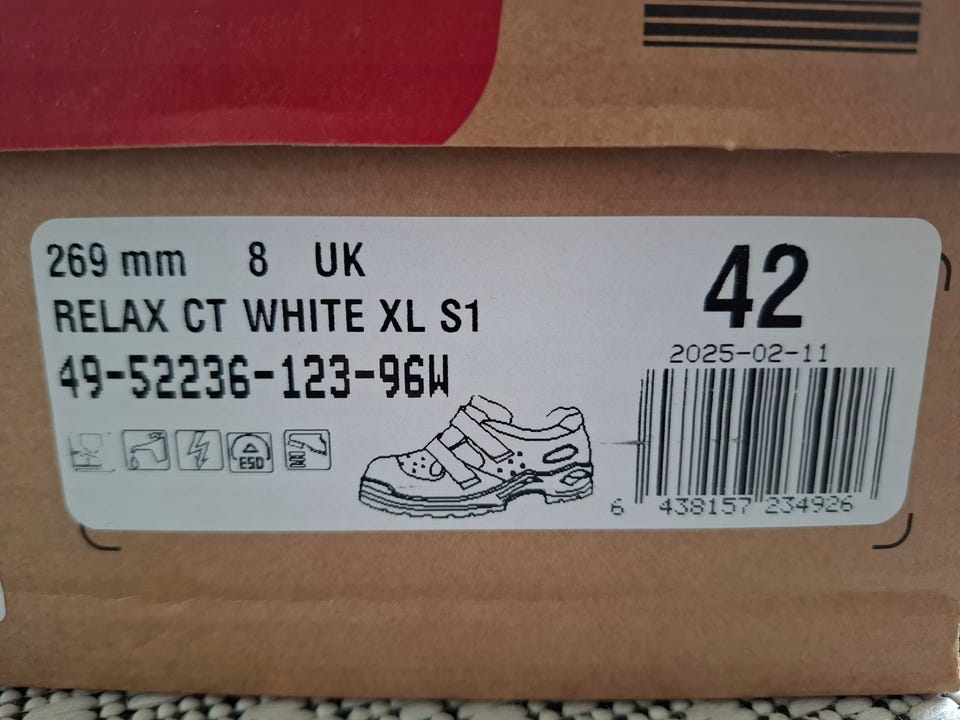 269 mm 8 UK
RELAX CT WHITE XL S1
49-52236-123-96W
ESD
42
2025-02-11
6 438157 234926